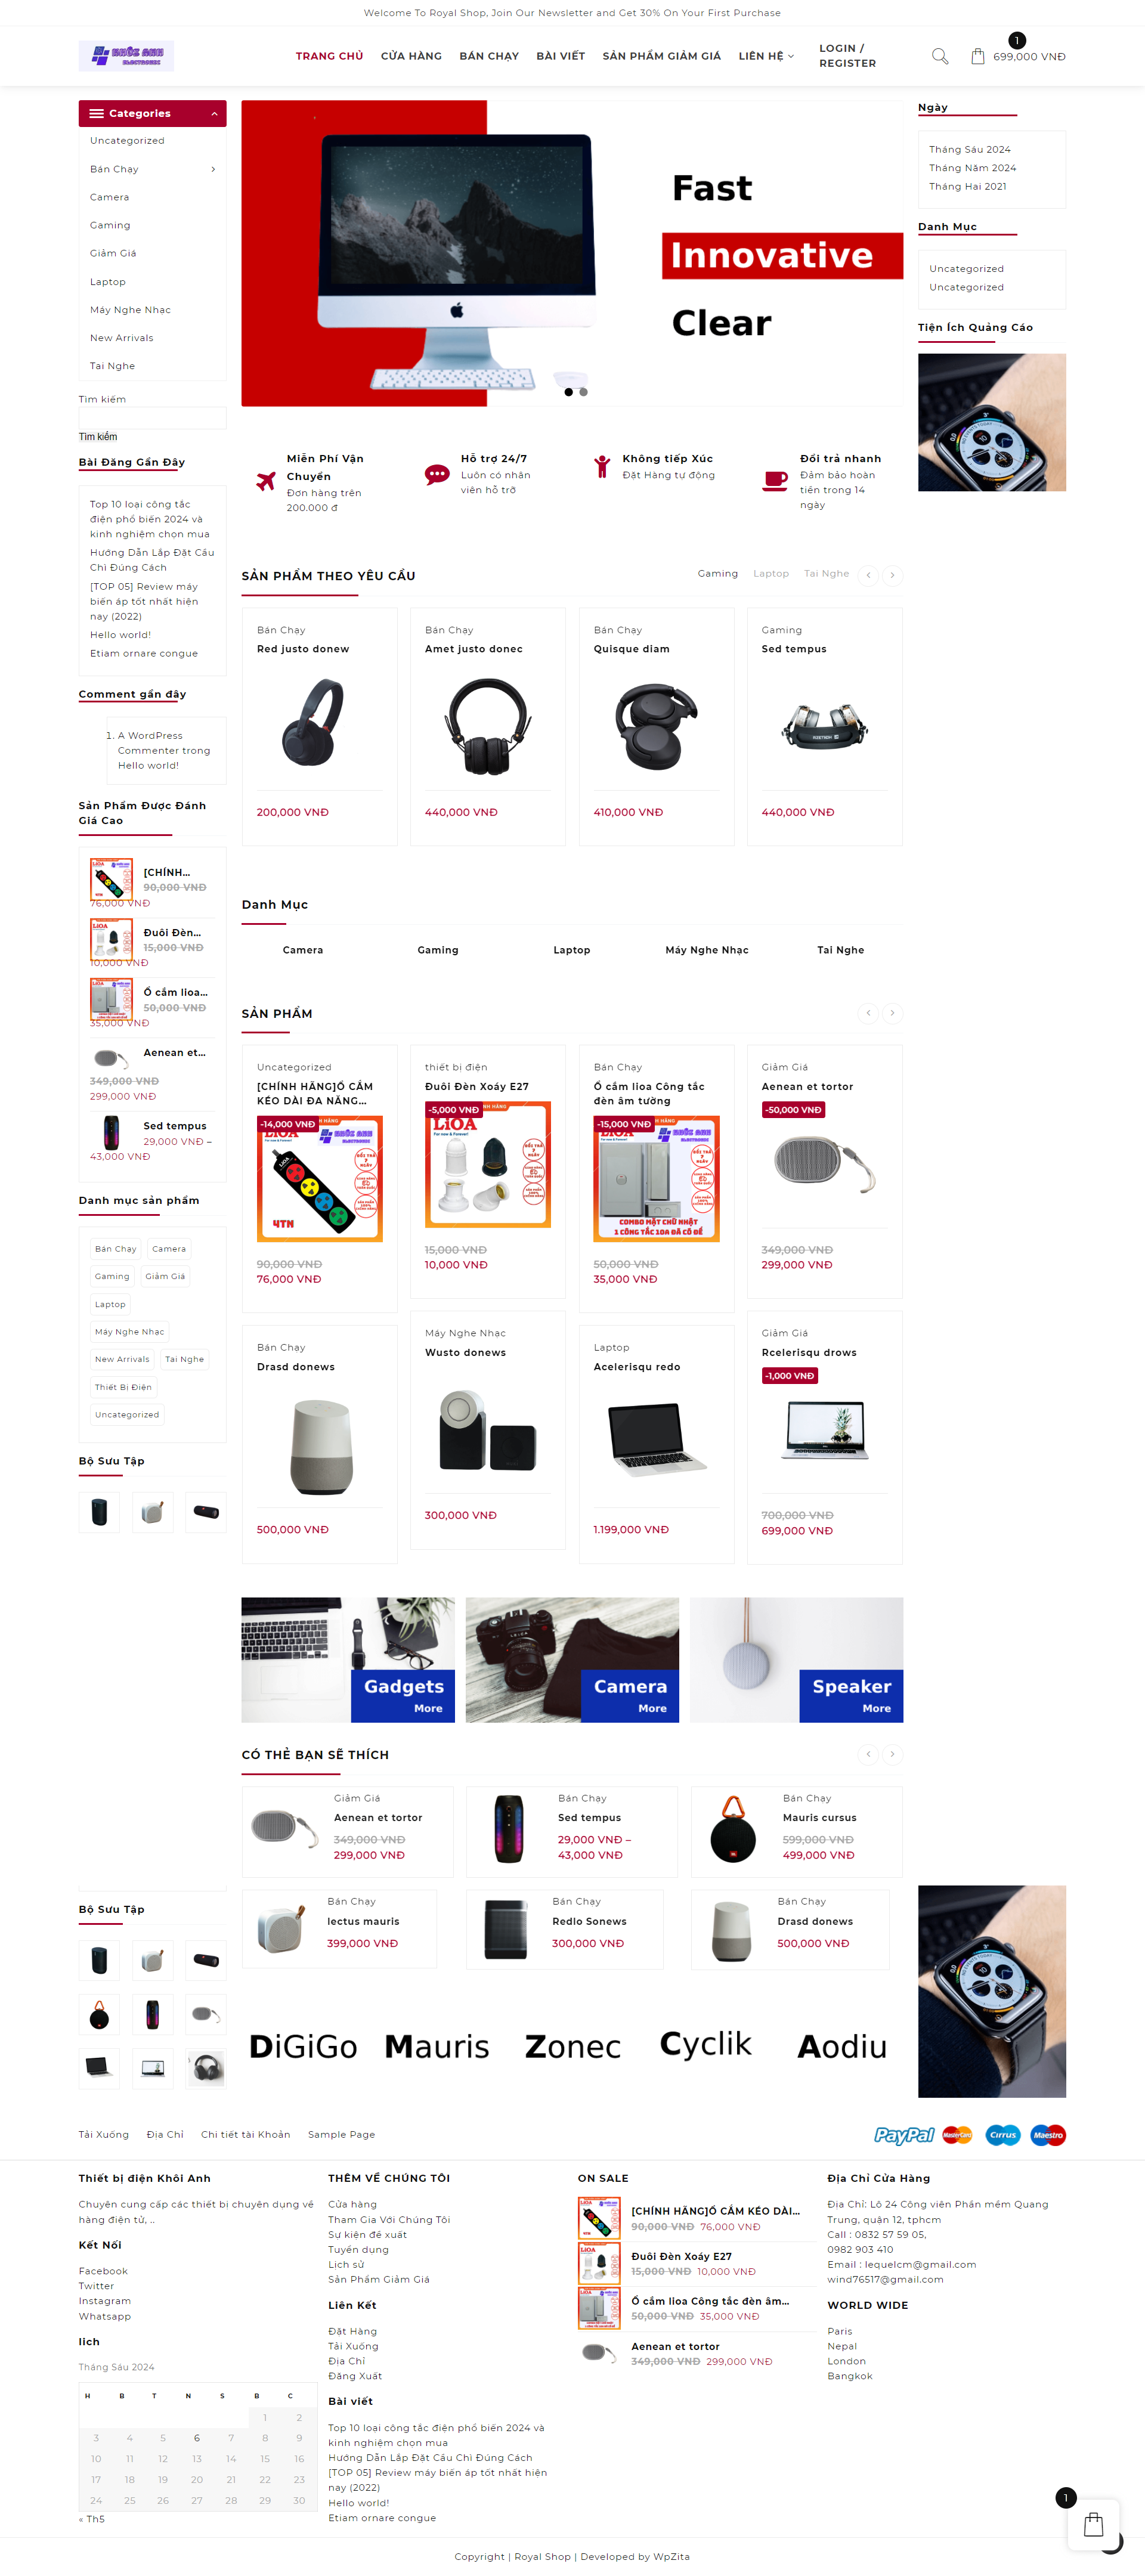 Welcome To Royal Shop, Join Our Newsletter and Get 30% On Your First Purchase
KHÔI ANH
ELECTRONIC
TRANG CHỦ
CỬA HÀNG
BÁN CHẠY
BÀI VIẾT
SẢN PHẨM GIẢM GIÁ
LIÊN HỆ
LOGIN /
REGISTER
1
699,000 VNĐ
Categories
Uncategorized
Bán Chạy
Camera
Gaming
Giảm Giá
Laptop
Máy Nghe Nhạc
New Arrivals
Tai Nghe
Tìm kiếm
Tìm kiếm
Bài Đăng Gần Đây
Top 10 loại công tắc
điện phổ biến 2024 và
kinh nghiệm chọn mua
Hướng Dẫn Lắp Đặt Cầu
Chì Đúng Cách
[TOP 05] Review máy
biến áp tốt nhất hiện
nay (2022)
Hello world!
Etiam ornare congue
Comment gần đây
1. A WordPress
Commenter trong
Hello world!
Sản Phẩm Được Đánh
Giá Cao
[CHÍNH...
90,000 VNĐ
76,000 VNĐ
Đuôi Đèn...
15,000 VNĐ
10,000 VNĐ
Ổ cắm lioa...
50,000 VNĐ
35,000 VNĐ
Aenean et...
349,000 VNĐ
299,000 VNĐ
Sed tempus
29,000 VNĐ –
43,000 VNĐ
Danh mục sản phẩm
Bán Chạy
Camera
Gaming
Giảm Giá
Laptop
Máy Nghe Nhạc
New Arrivals
Tai Nghe
Thiết Bị Điện
Uncategorized
Bộ Sưu Tập
Fast
Innovative
Clear
Miễn Phí Vận
Chuyển
Đơn hàng trên
200.000 đ
Hỗ trợ 24/7
Luôn có nhân
viên hỗ trỡ
Không tiếp Xúc
Đặt Hàng tự động
Đổi trả nhanh
Đảm bảo hoàn
tiền trong 14
ngày
SẢN PHẨM THEO YÊU CẦU
Gaming
Laptop
Tai Nghe
Bán Chạy
Red justo donew
200,000 VNĐ
Bán Chạy
Amet justo donec
440,000 VNĐ
Bán Chạy
Quisque diam
410,000 VNĐ
Gaming
Sed tempus
440,000 VNĐ
Danh Mục
Camera
Gaming
Laptop
Máy Nghe Nhạc
Tai Nghe
SẢN PHẨM
Uncategorized
[CHÍNH HÃNG]Ổ CẮM
KÉO DÀI ĐA NĂNG...
-14,000 VNĐ
LiOA
KHÔI ANH
ELECTRONIC
4TN
90,000 VNĐ
76,000 VNĐ
thiết bị điện
Đuôi Đèn Xoáy E27
-5,000 VNĐ
LiOA
KHÔI ANH
ELECTRONIC
15,000 VNĐ
10,000 VNĐ
Bán Chạy
Ổ cắm lioa Công tắc
đèn âm tường
-15,000 VNĐ
LiOA
KHÔI ANH
ELECTRONIC
COMBO MẶT CHỮ NHẬT
1 CÔNG TẮC 10A ĐÃ CÓ ĐẾ
50,000 VNĐ
35,000 VNĐ
Giảm Giá
Aenean et tortor
-50,000 VNĐ
349,000 VNĐ
299,000 VNĐ
Bán Chạy
Drasd donews
500,000 VNĐ
Máy Nghe Nhạc
Wusto donews
300,000 VNĐ
Laptop
Acelerisqu redo
1.199,000 VNĐ
Giảm Giá
Rcelerisqu drows
-1,000 VNĐ
700,000 VNĐ
699,000 VNĐ
Gadgets
More
Camera
More
Speaker
More
CÓ THỂ BẠN SẼ THÍCH
Giảm Giá
Aenean et tortor
349,000 VNĐ
299,000 VNĐ
Bán Chạy
Sed tempus
29,000 VNĐ –
43,000 VNĐ
Bán Chạy
Mauris cursus
599,000 VNĐ
499,000 VNĐ
Bán Chạy
lectus mauris
399,000 VNĐ
Bán Chạy
Redlo Sonews
300,000 VNĐ
Bán Chạy
Drasd donews
500,000 VNĐ
DiGiGo
Mauris
Zonec
Cyclik
Aodiu
Ngày
Tháng Sáu 2024
Tháng Năm 2024
Tháng Hai 2021
Danh Mục
Uncategorized
Uncategorized
Tiện Ích Quảng Cáo
Bộ Sưu Tập
Tải Xuống
Địa Chỉ
Chi tiết tài Khoản
Sample Page
PayPal
MasterCard
Cirrus
Maestro
Thiết bị điện Khôi Anh
Chuyên cung cấp các thiết bị chuyên dụng về
hàng điện tử, ..
Kết Nối
Facebook
Twitter
Instagram
Whatsapp
lich
Tháng Sáu 2024
H B T N S B C
1 2
3 4 5 6 7 8 9
10 11 12 13 14 15 16
17 18 19 20 21 22 23
24 25 26 27 28 29 30
« Th5
THÊM VỀ CHÚNG TÔI
Cửa hàng
Tham Gia Với Chúng Tôi
Sự kiện đề xuất
Tuyển dung
Lịch sử
Sản Phẩm Giảm Giá
Liên Kết
Đặt Hàng
Tải Xuống
Địa Chỉ
Đăng Xuất
Bài viết
Top 10 loại công tắc điện phổ biến 2024 và
kinh nghiệm chọn mua
Hướng Dẫn Lắp Đặt Cầu Chì Đúng Cách
[TOP 05] Review máy biến áp tốt nhất hiện
nay (2022)
Hello world!
Etiam ornare congue
ON SALE
[CHÍNH HÃNG]Ổ CẮM KÉO DÀI...
90,000 VNĐ 76,000 VNĐ
Đuôi Đèn Xoáy E27
15,000 VNĐ 10,000 VNĐ
Ổ cắm lioa Công tắc đèn âm...
50,000 VNĐ 35,000 VNĐ
Aenean et tortor
349,000 VNĐ 299,000 VNĐ
Địa Chỉ Cửa Hàng
Địa Chỉ: Lô 24 Công viên Phần mềm Quang
Trung, quận 12, tphcm
Call : 0832 57 59 05,
0982 903 410
Email : lequelcm@gmail.com
wind76517@gmail.com
WORLD WIDE
Paris
Nepal
London
Bangkok
1
Copyright | Royal Shop | Developed by WpZita